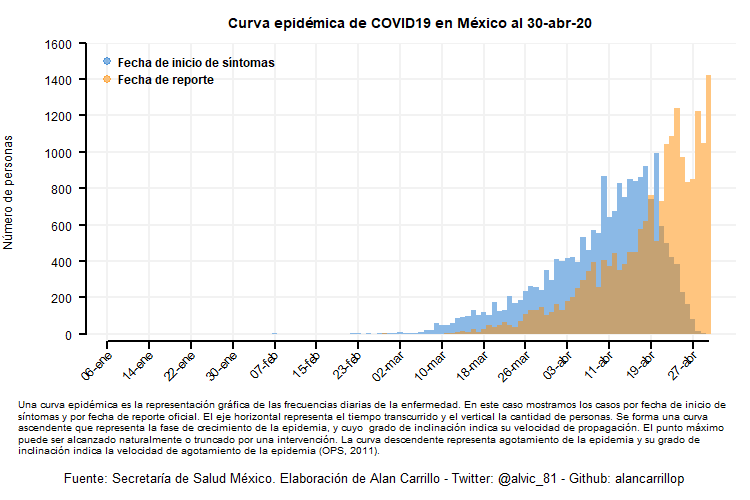 Curva epidémica de COVID19 en México al 30-abr-20
Fecha de inicio de síntomas
Fecha de reporte
Número de personas
1600
1400
1200
1000
800
600
400
200
0
06-ene
14-ene
22-ene
30-ene
07-feb
15-feb
23-feb
02-mar
10-mar
18-mar
26-mar
03-abr
11-abr
19-abr
27-abr
Una curva epidémica es la representación gráfica de las frecuencias diarias de la enfermedad. En este caso mostramos los casos por fecha de inicio de
síntomas y por fecha de reporte oficial. El eje horizontal representa el tiempo transcurrido y el vertical la cantidad de personas. Se forma una curva
ascendente que representa la fase de crecimiento de la epidemia, y cuyo grado de inclinación indica su velocidad de propagación. El punto máximo
puede ser alcanzado naturalmente o truncado por una intervención. La curva descendente representa agotamiento de la epidemia y su grado de
inclinación indica la velocidad de agotamiento de la epidemia (OPS, 2011).
Fuente: Secretaría de Salud México. Elaboración de Alan Carrillo - Twitter: @alvic_81 - Github: alancarrillop